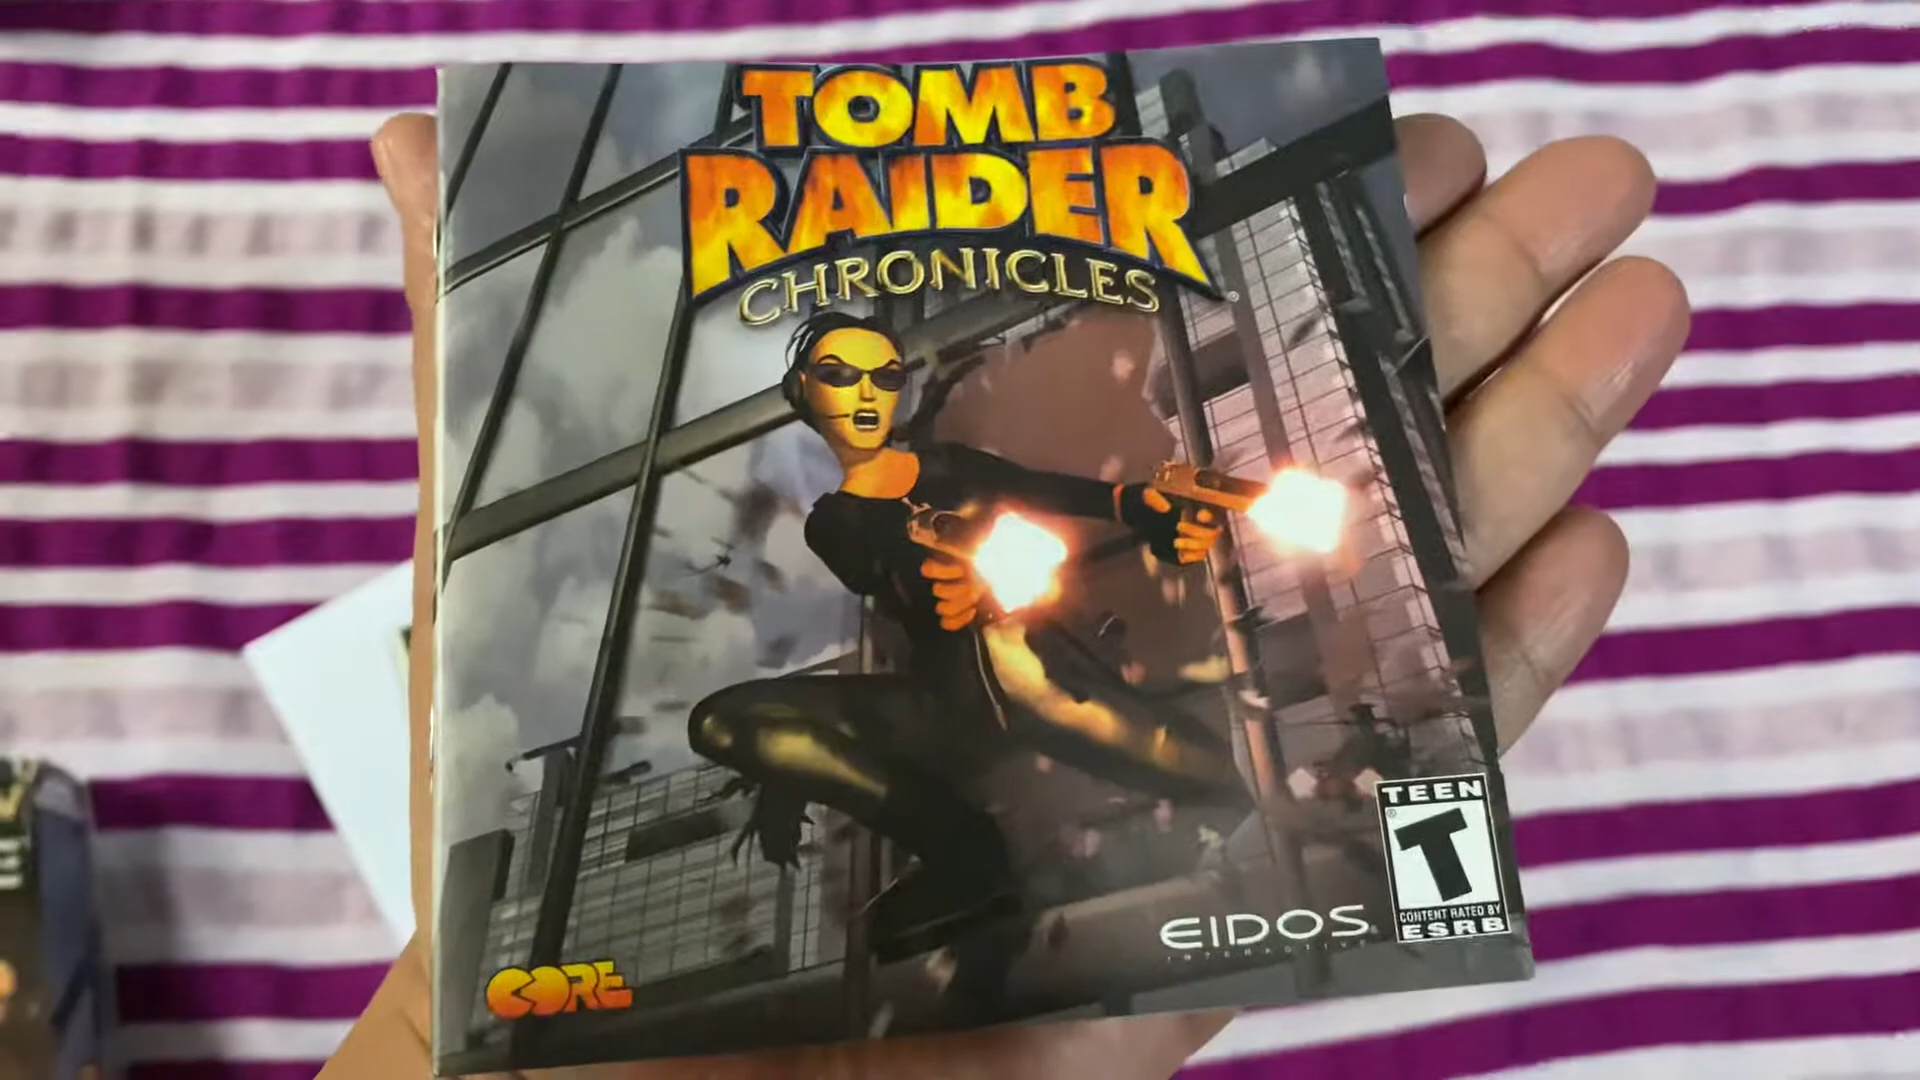 TOMB
RAIDER
CHRONICLES
TEEN
T
CONTENT RATED BY
ESRB
EIDOS
INTERACTIVE
CORE